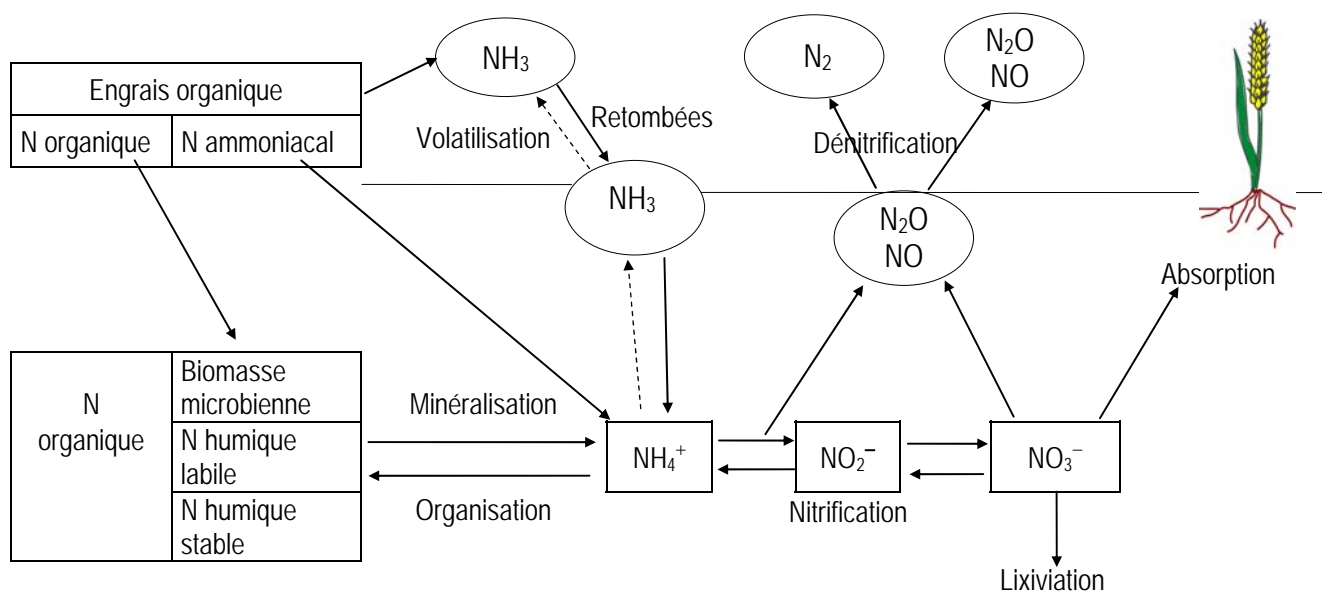 NH₃
N₂
N₂O
NO
Engrais organique
N organique
N ammoniacal
Volatilisation
Retombées
Dénitrification
NH₃
N₂O
NO
Absorption
N
organique
Biomasse
microbienne
N humique
labile
N humique
stable
Minéralisation
Organisation
NH₄⁺
NO₂⁻
NO₃⁻
Nitrification
Lixiviation